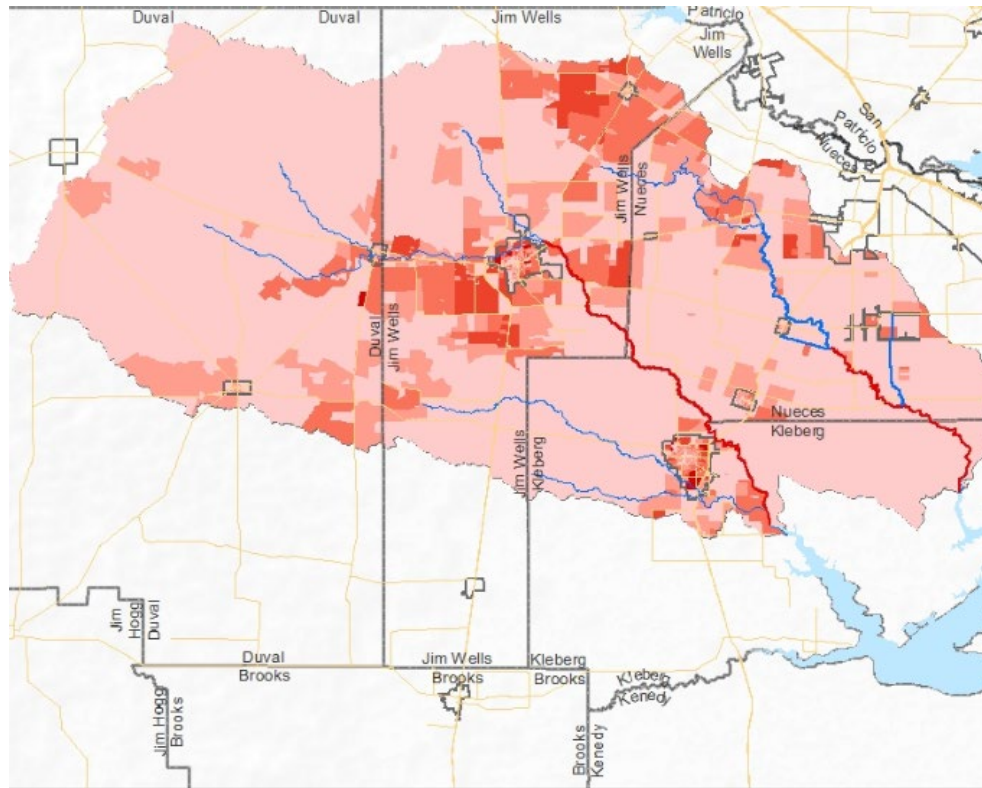 Duval
Duval
Jim Wells
Patricio
Jim
Wells
San
Patricio
Nueces
Jim Wells
Nueces
Duval
Jim Wells
Nueces
Kleberg
Jim Wells
Kleberg
Jim
Hogg
Duval
Duval
Brooks
Jim Wells
Brooks
Kleberg
Brooks
Kleberg
Kenedy
Jim Hogg
Brooks
Brooks
Kenedy